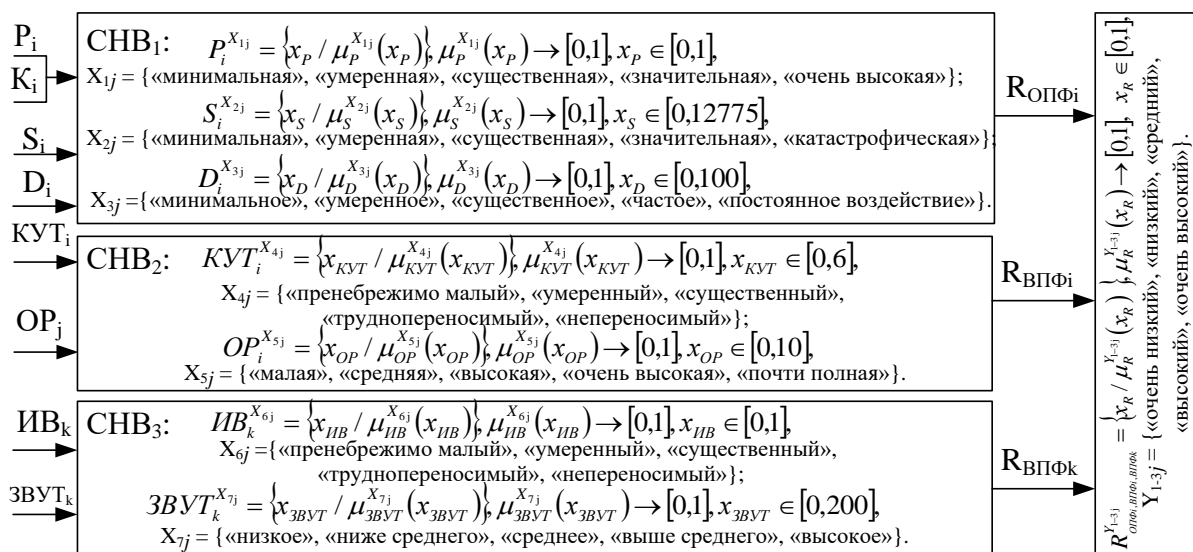 P_i
K_i
S_i
D_i
КУТ_i
OP_j
ИВ_k
ЗВУТ_k
СНВ₁: P_i^{X_{1j}} = {x_P / μ_P^{X_{1j}}(x_P)}, μ_P^{X_{1j}}(x_P) → [0,1], x_P ∈ [0,1],
X_{1j} = {«минимальная», «умеренная», «существенная», «значительная», «очень высокая»};
S_i^{X_{2j}} = {x_S / μ_S^{X_{2j}}(x_S)}, μ_S^{X_{2j}}(x_S) → [0,1], x_S ∈ [0,12775],
X_{2j} = {«минимальная», «умеренная», «существенная», «значительная», «катастрофическая»};
D_i^{X_{3j}} = {x_D / μ_D^{X_{3j}}(x_D)}, μ_D^{X_{3j}}(x_D) → [0,1], x_D ∈ [0,100],
X_{3j} ={«минимальное», «умеренное», «существенное», «частое», «постоянное воздействие»}.
СНВ₂: КУТ_i^{X_{4j}} = {x_{КУТ} / μ_{КУТ}^{X_{4j}}(x_{КУТ})}, μ_{КУТ}^{X_{4j}}(x_{КУТ}) → [0,1], x_{КУТ} ∈ [0,6],
X_{4j} = {«пренебрежимо малый», «умеренный», «существенный»,
«труднопереносимый», «непереносимый»};
OP_i^{X_{5j}} = {x_{OP} / μ_{OP}^{X_{5j}}(x_{OP})}, μ_{OP}^{X_{5j}}(x_{OP}) → [0,1], x_{OP} ∈ [0,10],
X_{5j} = {«малая», «средняя», «высокая», «очень высокая», «почти полная»}.
СНВ₃: ИВ_k^{X_{6j}} = {x_{ИВ} / μ_{ИВ}^{X_{6j}}(x_{ИВ})}, μ_{ИВ}^{X_{6j}}(x_{ИВ}) → [0,1], x_{ИВ} ∈ [0,1],
X_{6j} ={«пренебрежимо малый», «умеренный», «существенный»,
«труднопереносимый», «непереносимый»};
ЗВУТ_k^{X_{7j}} = {x_{ЗВУТ} / μ_{ЗВУТ}^{X_{7j}}(x_{ЗВУТ})}, μ_{ЗВУТ}^{X_{7j}}(x_{ЗВУТ}) → [0,1], x_{ЗВУТ} ∈ [0,200],
X_{7j} = {«низкое», «ниже среднего», «среднее», «выше среднего», «высокое»}.
R_{ОПФi}
R_{ВПФi}
R_{ВПФk}
R_{ОПФi,ВПФi,ВПФk}^{Y_{1-3j}} = {x_R / μ_R^{Y_{1-3j}}(x_R)}, μ_R^{Y_{1-3j}}(x_R) → [0,1], x_R ∈ [0,1],
Y_{1-3j} = {«очень низкий», «низкий», «средний»,
«высокий», «очень высокий»}.